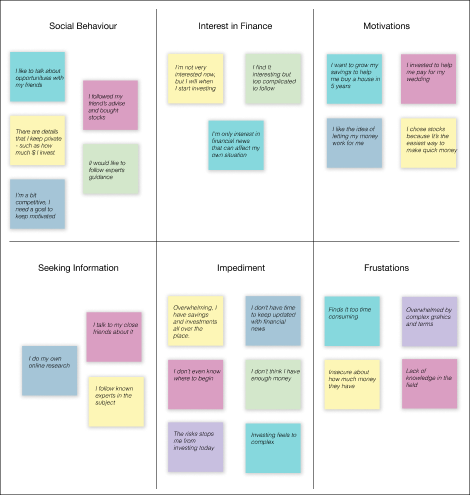 Social Behaviour
I like to talk about
opportunities with
my friends
I followed my
friend's advise
and bought
stocks
There are details
that I keep private
- such as how
much $ I invest
It would like to
follow experts
guidance
I'm a bit
competitive, I
need a goal to
keep motivated
Interest in Finance
I'm not very
interested now,
but I will when
I start investing
I find it
interesting but
too complicated
to follow
I'm only interest in
financial news
that can affect my
own situation
Motivations
I want to grow my
savings to help
me buy a house in
5 years
I invested to help
me pay for my
wedding
I like the idea of
letting my money
work for me
I chose stocks
because it's the
easiest way to
make quick money
Seeking Information
I talk to my close
friends about it
I do my own
online research
I follow known
experts in the
subject
Impediment
Overwhelming, I
have savings
and investments
all over the
place.
I don't have time
to keep updated
with financial
news
I don't even know
where to begin
I don't think I have
enough money
The risks stops
me from
investing today
Investing feels to
complex
Frustations
Finds it too time
consuming
Overwhelmed by
complex grafics
and terms
Insecure about
how much money
they have
Lack of
knowledge in the
field